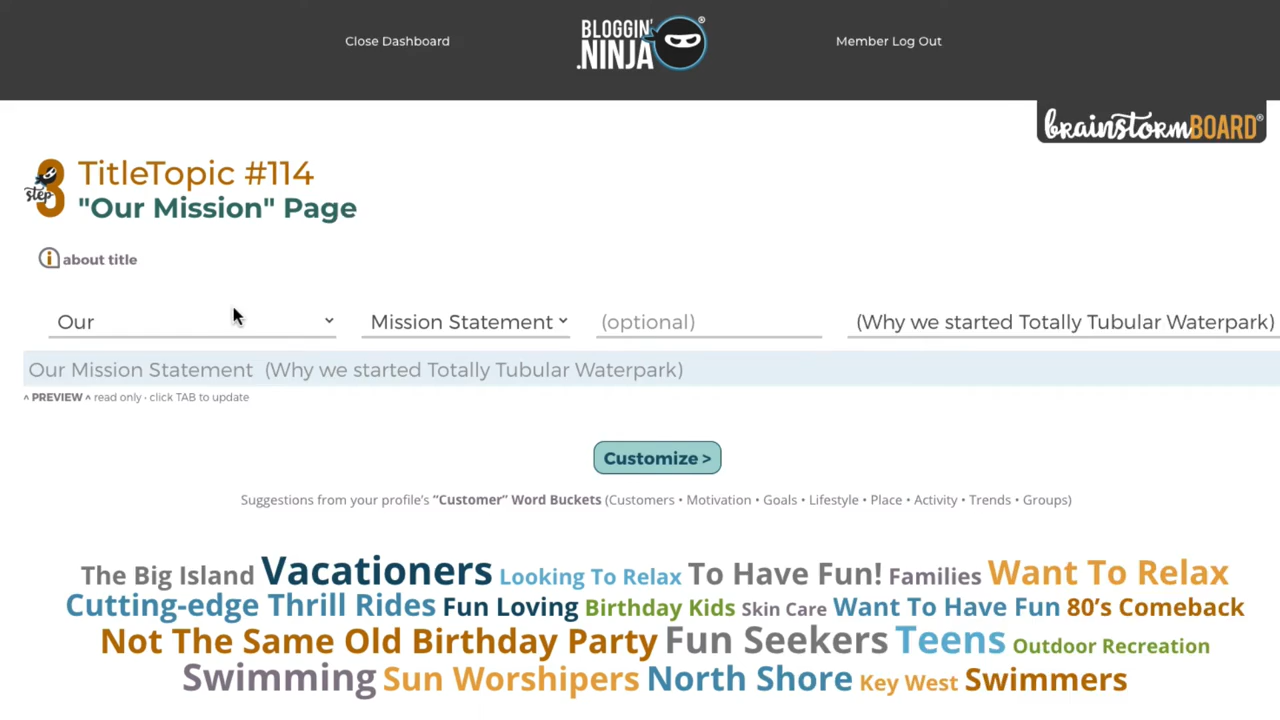 Close Dashboard
BLOGGIN'
.NINJA®
Member Log Out
brainstormBOARD®
step 3
TitleTopic #114
"Our Mission" Page
i about title
Our
Mission Statement
(optional)
(Why we started Totally Tubular Waterpark)
Our Mission Statement (Why we started Totally Tubular Waterpark)
^ PREVIEW ^ read only · click TAB to update
Customize >
Suggestions from your profile's "Customer" Word Buckets (Customers • Motivation • Goals • Lifestyle • Place • Activity • Trends • Groups)
The Big Island Vacationers Looking To Relax To Have Fun! Families Want To Relax
Cutting-edge Thrill Rides Fun Loving Birthday Kids Skin Care Want To Have Fun 80's Comeback
Not The Same Old Birthday Party Fun Seekers Teens Outdoor Recreation
Swimming Sun Worshipers North Shore Key West Swimmers